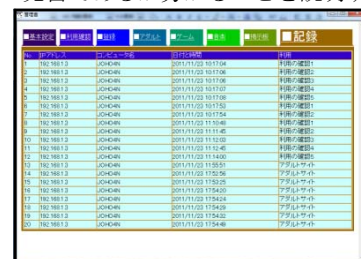 管理者
■基本設定 ■利用確認 ■登録 ■アダルト ■ゲーム ■記録
No IPアドレス コンピュータ名 日付と時間 利用
1 192.168.1.3 JOHO4N 2011/11/23 10:17:04 利用の確認1
2 192.168.1.3 JOHO4N 2011/11/23 10:17:06 利用の確認2
3 192.168.1.3 JOHO4N 2011/11/23 10:17:06 利用の確認3
4 192.168.1.3 JOHO4N 2011/11/23 10:17:07 利用の確認4
5 192.168.1.3 JOHO4N 2011/11/23 10:17:08 利用の確認5
6 192.168.1.3 JOHO4N 2011/11/23 10:17:53 利用の確認1
7 192.168.1.3 JOHO4N 2011/11/23 10:17:54 利用の確認2
8 192.168.1.3 JOHO4N 2011/11/23 11:10:48 利用の確認1
9 192.168.1.3 JOHO4N 2011/11/23 11:11:45 利用の確認2
10 192.168.1.3 JOHO4N 2011/11/23 11:12:03 利用の確認3
11 192.168.1.3 JOHO4N 2011/11/23 11:12:45 利用の確認4
12 192.168.1.3 JOHO4N 2011/11/23 11:14:00 利用の確認5
13 192.168.1.3 JOHO4N 2011/11/23 13:55:51 アダルトサイト
14 192.168.1.3 JOHO4N 2011/11/23 17:52:56 アダルトサイト
15 192.168.1.3 JOHO4N 2011/11/23 17:53:25 アダルトサイト
16 192.168.1.3 JOHO4N 2011/11/23 17:54:20 アダルトサイト
17 192.168.1.3 JOHO4N 2011/11/23 17:54:24 アダルトサイト
18 192.168.1.3 JOHO4N 2011/11/23 17:54:29 アダルトサイト
19 192.168.1.3 JOHO4N 2011/11/23 17:54:32 アダルトサイト
20 192.168.1.3 JOHO4N 2011/11/23 17:54:49 アダルトサイト